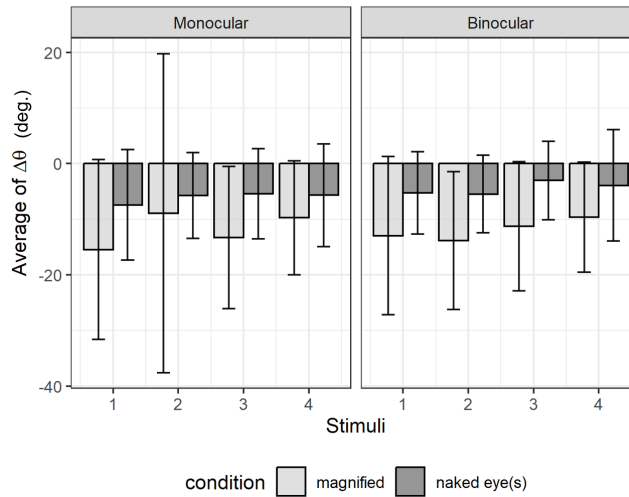 Monocular
Binocular
Average of Δθ (deg.)
20
0
-20
-40
1 2 3 4
1 2 3 4
Stimuli
condition magnified naked eye(s)